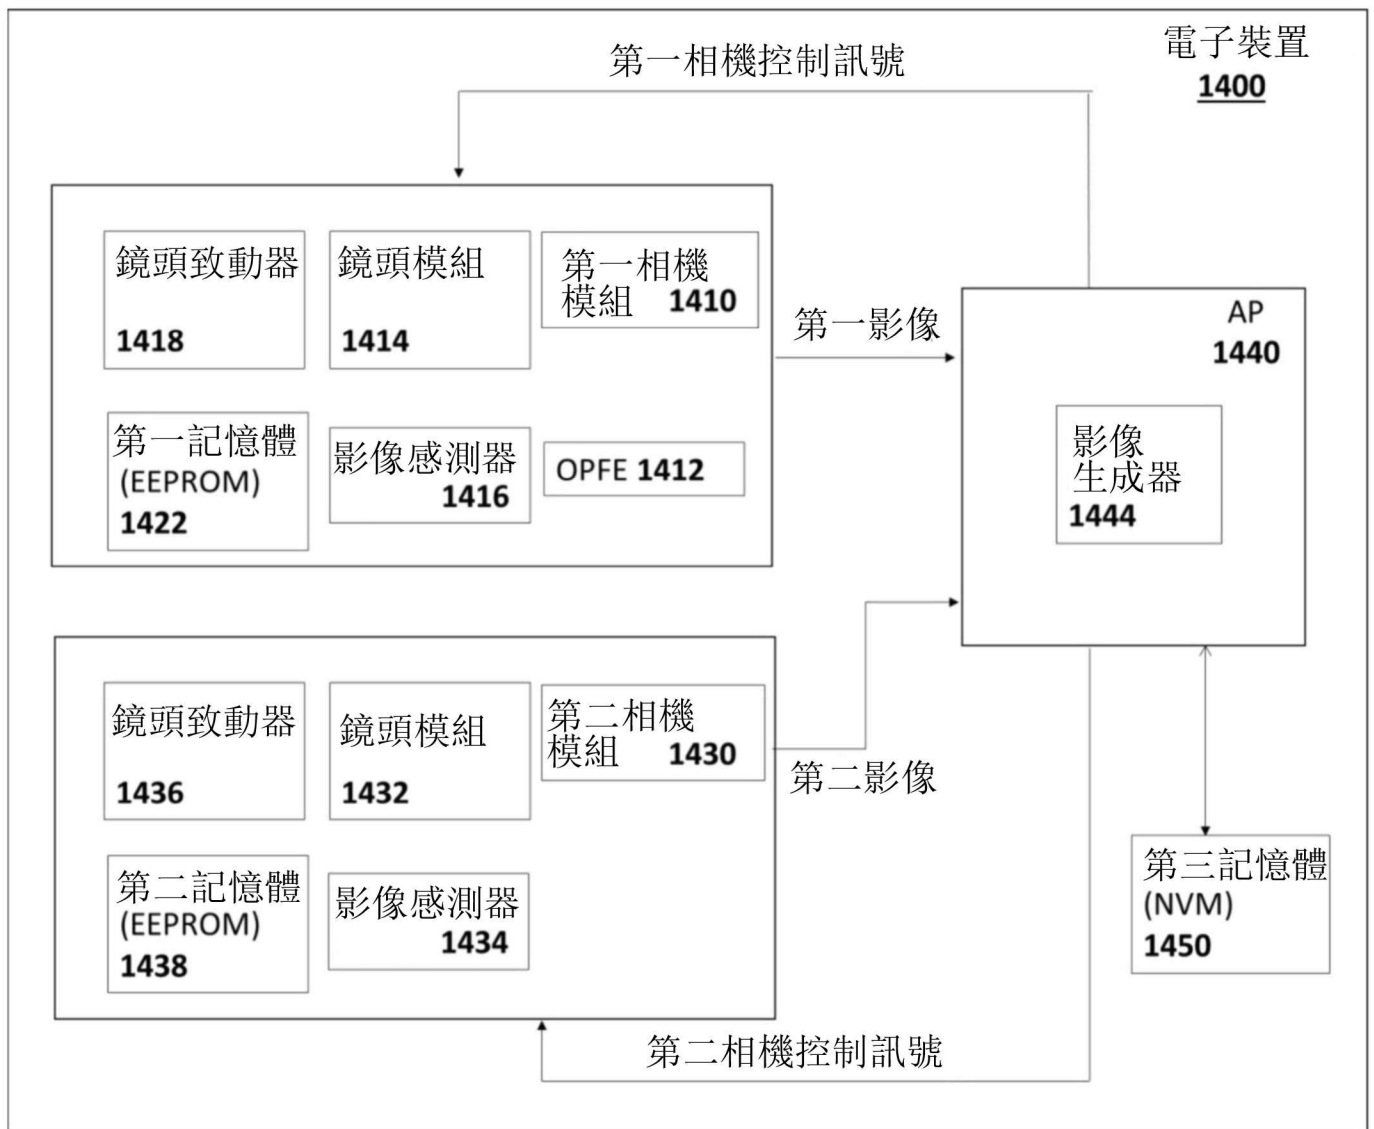 電子裝置
1400
第一相機控制訊號
鏡頭致動器
1418
鏡頭模組
1414
第一相機
模組 1410
第一影像
AP
1440
第一記憶體
(EEPROM)
1422
影像感測器
1416
OPFE 1412
影像
生成器
1444
鏡頭致動器
1436
鏡頭模組
1432
第二相機
模組 1430
第二影像
第二記憶體
(EEPROM)
1438
影像感測器
1434
第三記憶體
(NVM)
1450
第二相機控制訊號